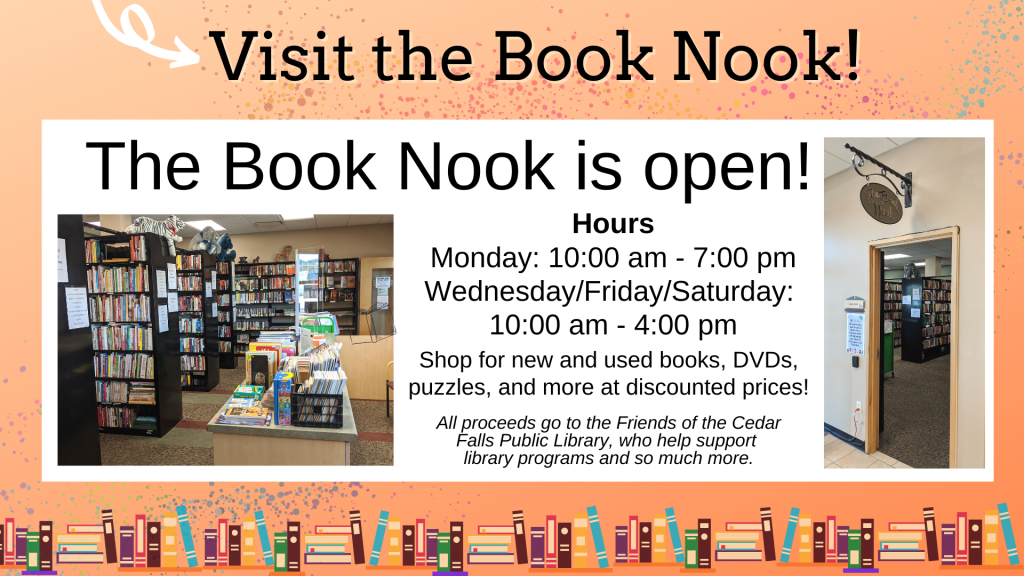 Visit the Book Nook!
The Book Nook is open!
Hours
Monday: 10:00 am - 7:00 pm
Wednesday/Friday/Saturday:
10:00 am - 4:00 pm
Shop for new and used books, DVDs,
puzzles, and more at discounted prices!
All proceeds go to the Friends of the Cedar
Falls Public Library, who help support
library programs and so much more.